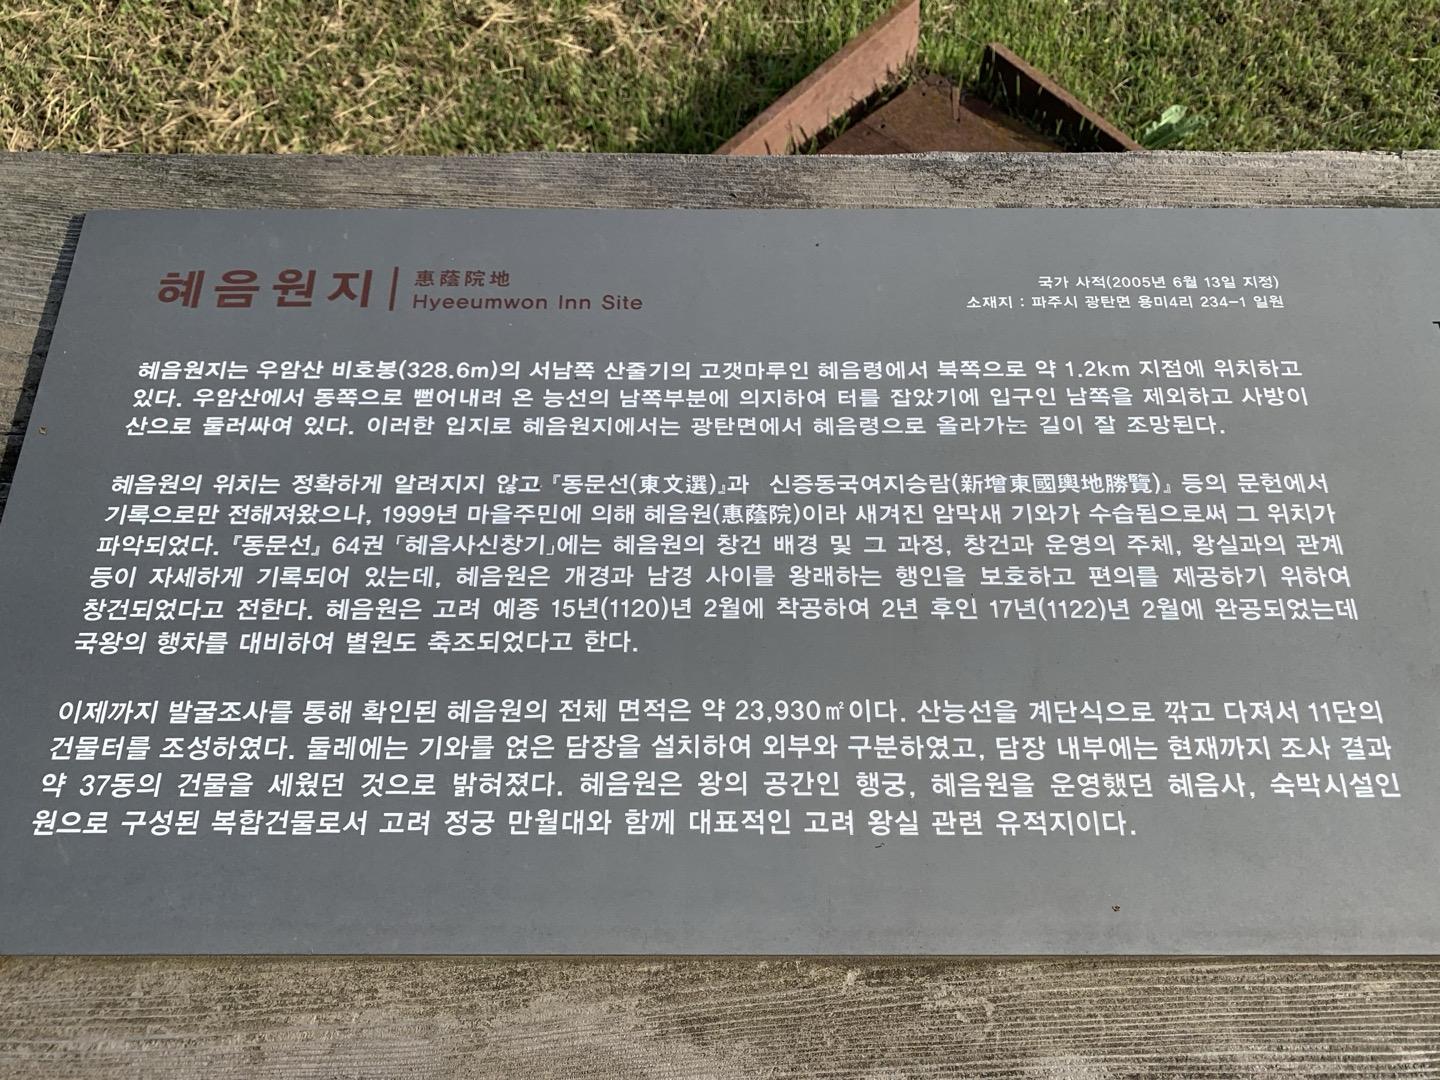 혜음원지 惠蔭院地
Hyeeumwon Inn Site
국가 사적(2005년 6월 13일 지정)
소재지 : 파주시 광탄면 용미4리 234-1 일원
혜음원지는 우암산 비호봉(328.6m)의 서남쪽 산줄기의 고갯마루인 혜음령에서 북쪽으로 약 1.2km 지점에 위치하고
있다. 우암산에서 동쪽으로 뻗어내려 온 능선의 남쪽부분에 의지하여 터를 잡았기에 입구인 남쪽을 제외하고 사방이
산으로 둘러싸여 있다. 이러한 입지로 혜음원지에서는 광탄면에서 혜음령으로 올라가는 길이 잘 조망된다.
혜음원의 위치는 정확하게 알려지지 않고 『동문선(東文選)』과 신증동국여지승람(新增東國輿地勝覽)』 등의 문헌에서
기록으로만 전해져왔으나, 1999년 마을주민에 의해 혜음원(惠蔭院)이라 새겨진 암막새 기와가 수습됨으로써 그 위치가
파악되었다. 『동문선』 64권 「혜음사신창기」에는 혜음원의 창건 배경 및 그 과정, 창건과 운영의 주체, 왕실과의 관계
등이 자세하게 기록되어 있는데, 혜음원은 개경과 남경 사이를 왕래하는 행인을 보호하고 편의를 제공하기 위하여
창건되었다고 전한다. 혜음원은 고려 예종 15년(1120)년 2월에 착공하여 2년 후인 17년(1122)년 2월에 완공되었는데
국왕의 행차를 대비하여 별원도 축조되었다고 한다.
이제까지 발굴조사를 통해 확인된 혜음원의 전체 면적은 약 23,930㎡이다. 산능선을 계단식으로 깎고 다져서 11단의
건물터를 조성하였다. 둘레에는 기와를 얹은 담장을 설치하여 외부와 구분하였고, 담장 내부에는 현재까지 조사 결과
약 37동의 건물을 세웠던 것으로 밝혀졌다. 혜음원은 왕의 공간인 행궁, 혜음원을 운영했던 혜음사, 숙박시설인
원으로 구성된 복합건물로서 고려 정궁 만월대와 함께 대표적인 고려 왕실 관련 유적지이다.